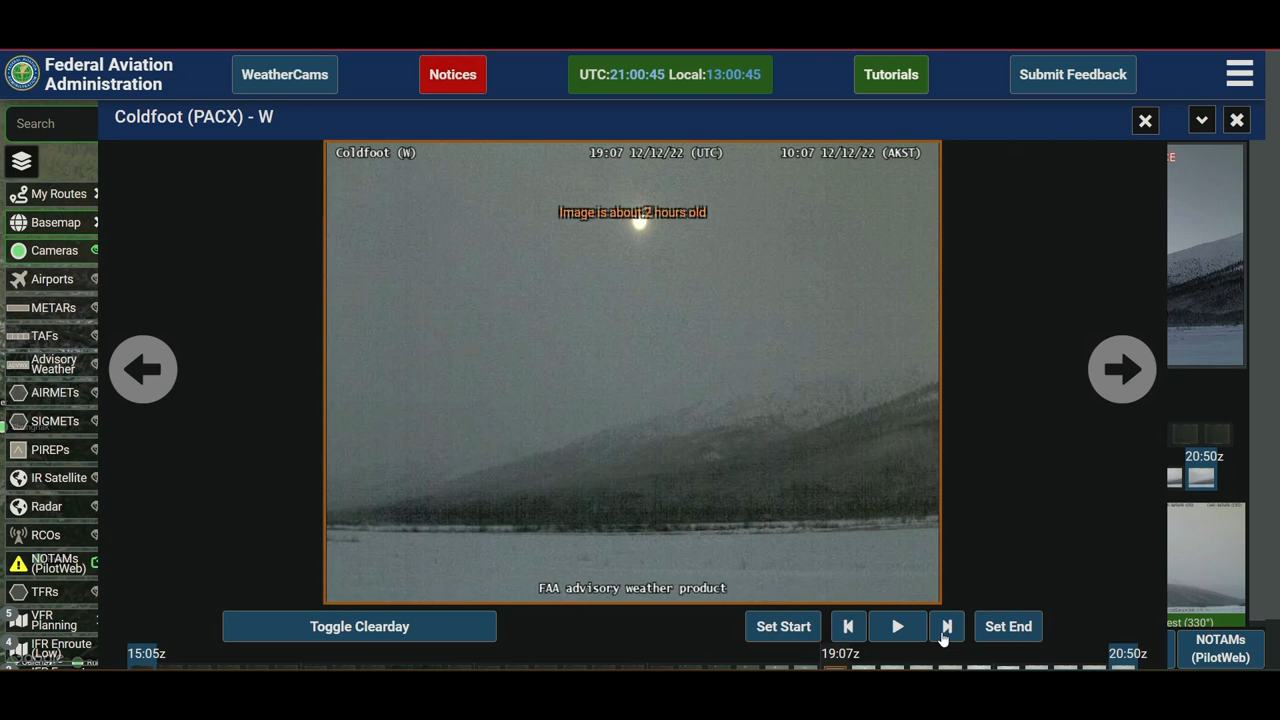 Federal Aviation
Administration
WeatherCams
Notices
UTC:21:00:45 Local:13:00:45
Tutorials
Submit Feedback
Search
Coldfoot (PACX) - W
Coldfoot (W)
19:07 12/12/22 (UTC)
10:07 12/12/22 (AKST)
Image is about 2 hours old
My Routes
Basemap
Cameras
Airports
METARs
TAFs
Advisory
Weather
AIRMETs
SIGMETs
PIREPs
IR Satellite
Radar
RCOs
NOTAMs
(PilotWeb)
TFRs
5
VFR
Planning
4
IFR Enroute
(Low)
20:50z
est (330°)
FAA advisory weather product
Toggle Clearday
Set Start
Set End
15:05z
19:07z
20:50z
NOTAMs
(PilotWeb)